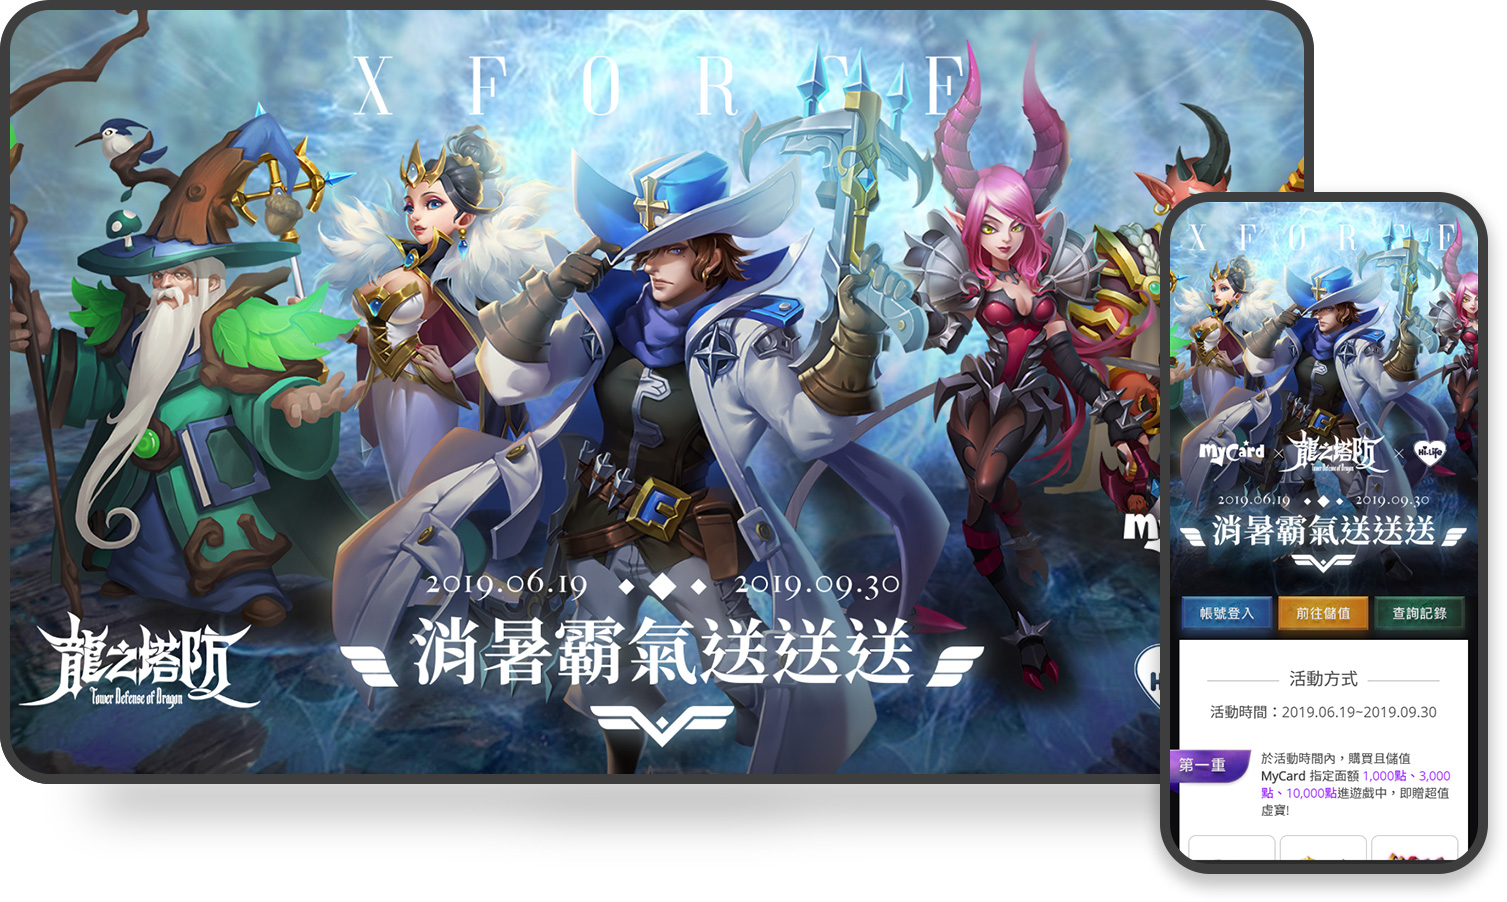 X F O R C E
2019.06.19 2019.09.30
消暑霸氣送送送
龍之塔防
Tower Defense of Dragon
My
H
X F O R C E
MyCard × 龍之塔防 × Hi-Life
Tower Defense of Dragon
2019.06.19 2019.09.30
消暑霸氣送送送
帳號登入 前往儲值 查詢記錄
活動方式
活動時間：2019.06.19~2019.09.30
第一重
於活動時間內，購買且儲值
MyCard 指定面額 1,000點、3,000
點、10,000點進遊戲中，即贈超值
虛寶!